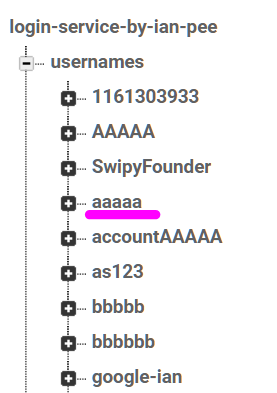 login-service-by-ian-pee
usernames
1161303933
AAAAA
SwipyFounder
aaaaa
accountAAAAA
as123
bbbbb
bbbbbb
google-ian